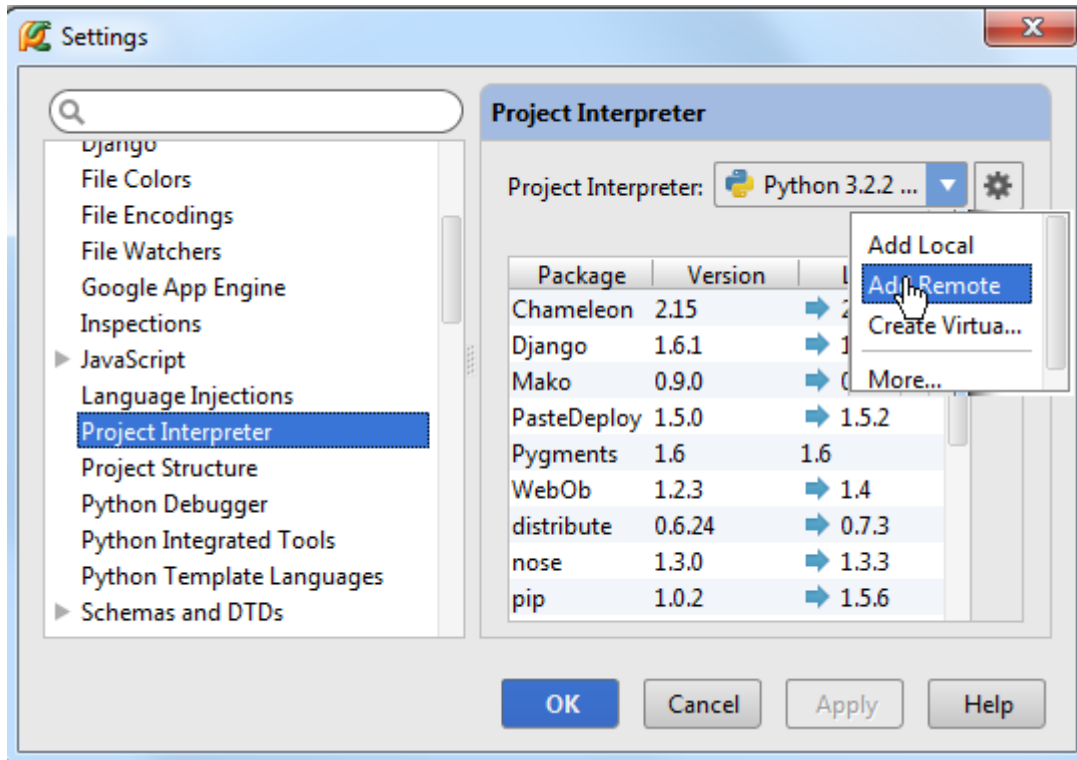 Settings
Django
File Colors
File Encodings
File Watchers
Google App Engine
Inspections
JavaScript
Language Injections
Project Interpreter
Project Structure
Python Debugger
Python Integrated Tools
Python Template Languages
Schemas and DTDs
Project Interpreter
Project Interpreter: Python 3.2.2 ...
Add Local
Add Remote
Create Virtua...
More...
Package Version
Chameleon 2.15
Django 1.6.1
Mako 0.9.0
PasteDeploy 1.5.0 1.5.2
Pygments 1.6 1.6
WebOb 1.2.3 1.4
distribute 0.6.24 0.7.3
nose 1.3.0 1.3.3
pip 1.0.2 1.5.6
OK Cancel Apply Help